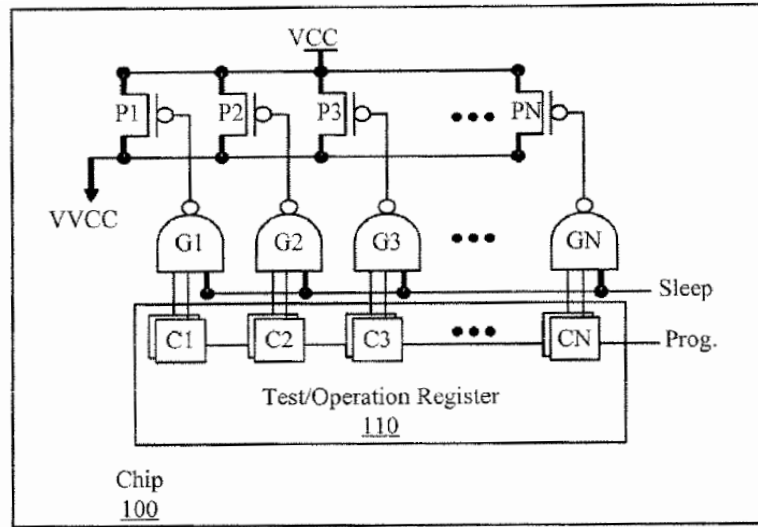 VCC
P1 P2 P3 PN
VVCC
G1 G2 G3 GN
Sleep
C1 C2 C3 CN
Prog.
Test/Operation Register
110
Chip
100